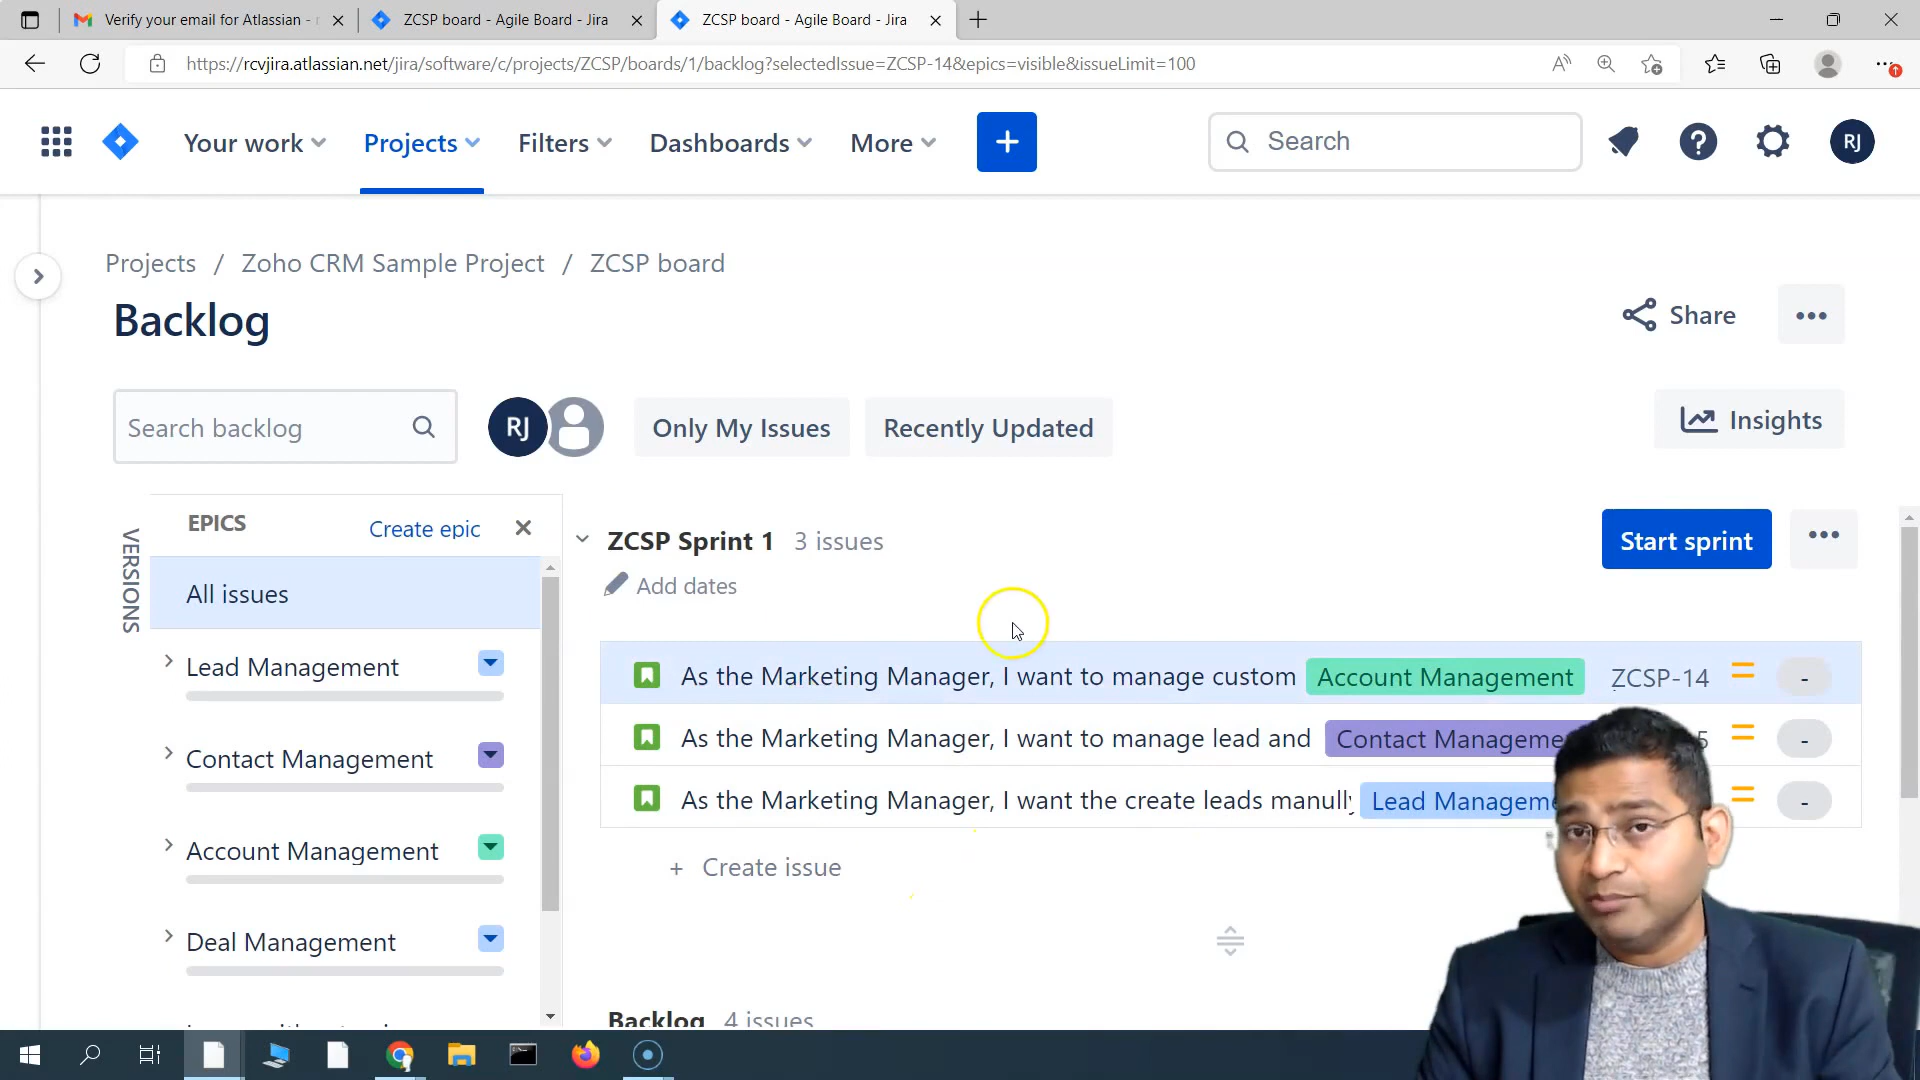 Verify your email for Atlassian -
ZCSP board - Agile Board - Jira
ZCSP board - Agile Board - Jira
https://rcvjira.atlassian.net/jira/software/c/projects/ZCSP/boards/1/backlog?selectedIssue=ZCSP-14&epics=visible&issueLimit=100
Your work
Projects
Filters
Dashboards
More
Search
RJ
Projects / Zoho CRM Sample Project / ZCSP board
Backlog
Share
Search backlog
RJ
Only My Issues
Recently Updated
Insights
VERSIONS
EPICS
Create epic
All issues
Lead Management
Contact Management
Account Management
Deal Management
ZCSP Sprint 1 3 issues
Start sprint
Add dates
As the Marketing Manager, I want to manage custom Account Management ZCSP-14 -
As the Marketing Manager, I want to manage lead and Contact Manageme 5 -
As the Marketing Manager, I want the create leads manully Lead Manageme -
+ Create issue
Backlog 4 issues